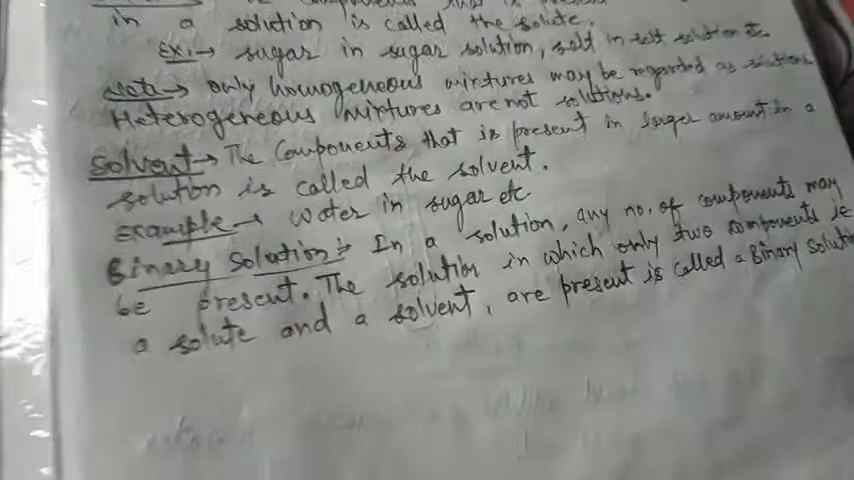 in a solution is called the solute.
Ex:→ sugar in sugar solution, salt in salt solution etc.
Note → only homogeneous mixtures may be regarded as solutions
Heterogeneous mixtures are not solutions.
Solvent → The Components that is present in larger amount in a
solution is called the solvent.
Example → water in sugar etc
Binary Solution :- In a solution, any no. of components may
be present. The solution in which only two components ie
a solute and a solvent, are present is called a Binary Solution